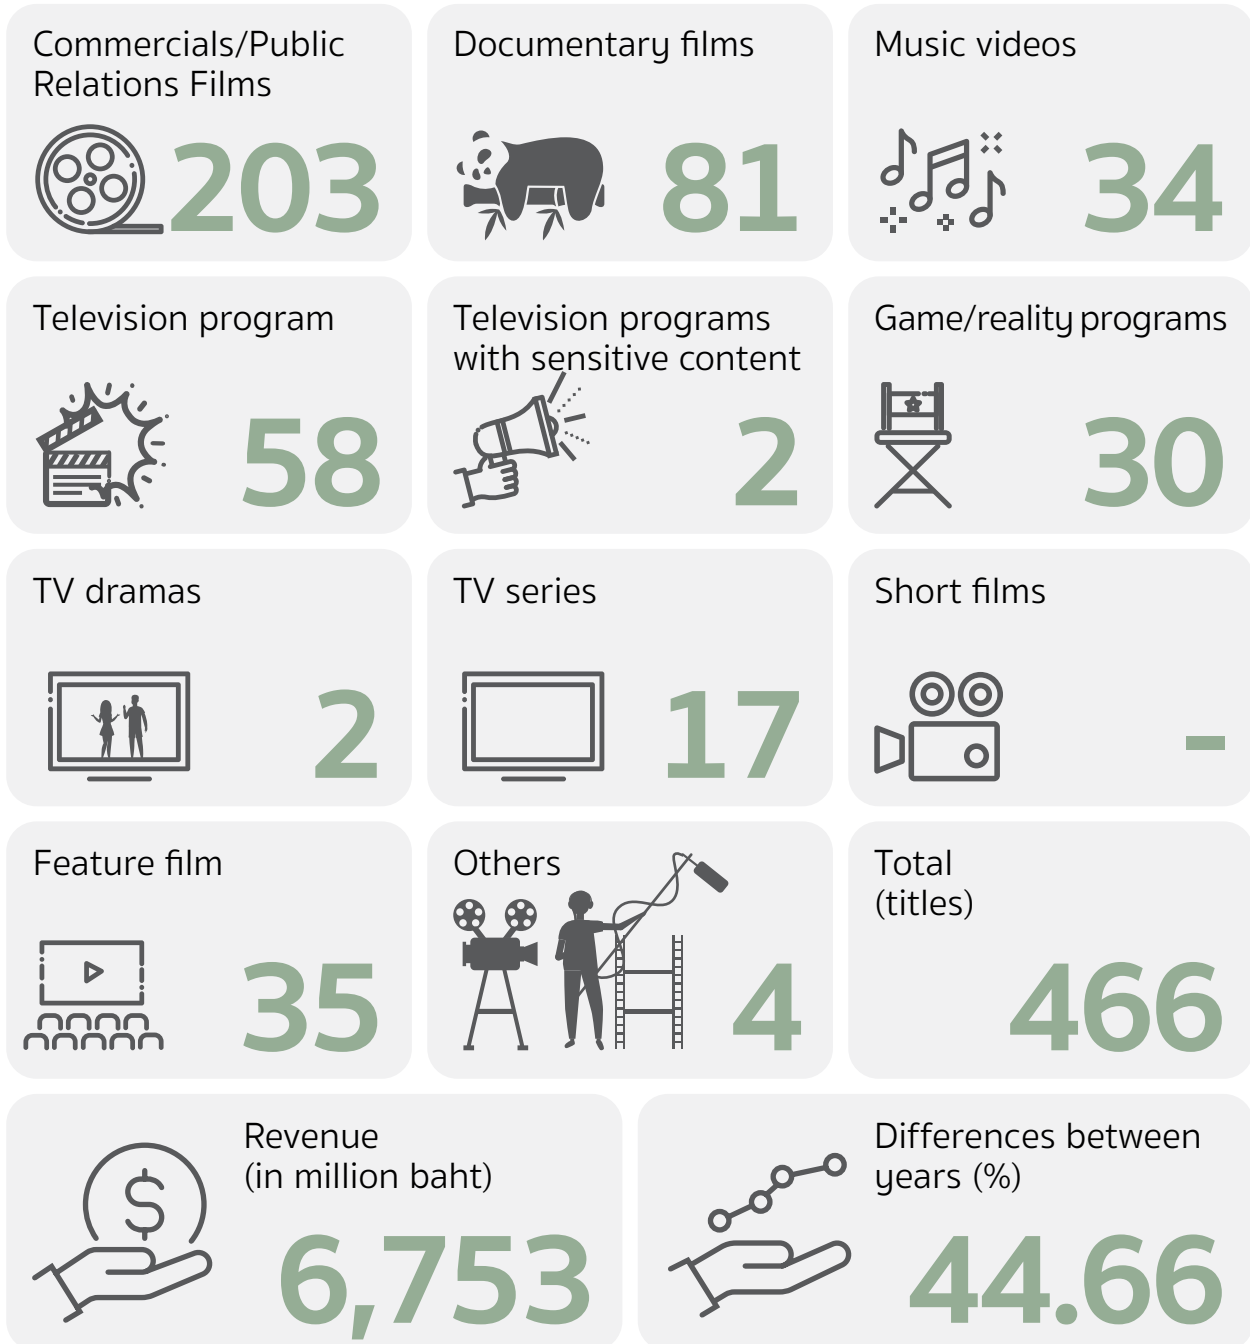 Commercials/Public
Relations Films
203
Documentary films
81
Music videos
34
Television program
58
Television programs
with sensitive content
2
Game/reality programs
30
TV dramas
2
TV series
17
Short films
-
Feature film
35
Others
4
Total
(titles)
466
Revenue
(in million baht)
6,753
Differences between
years (%)
44.66